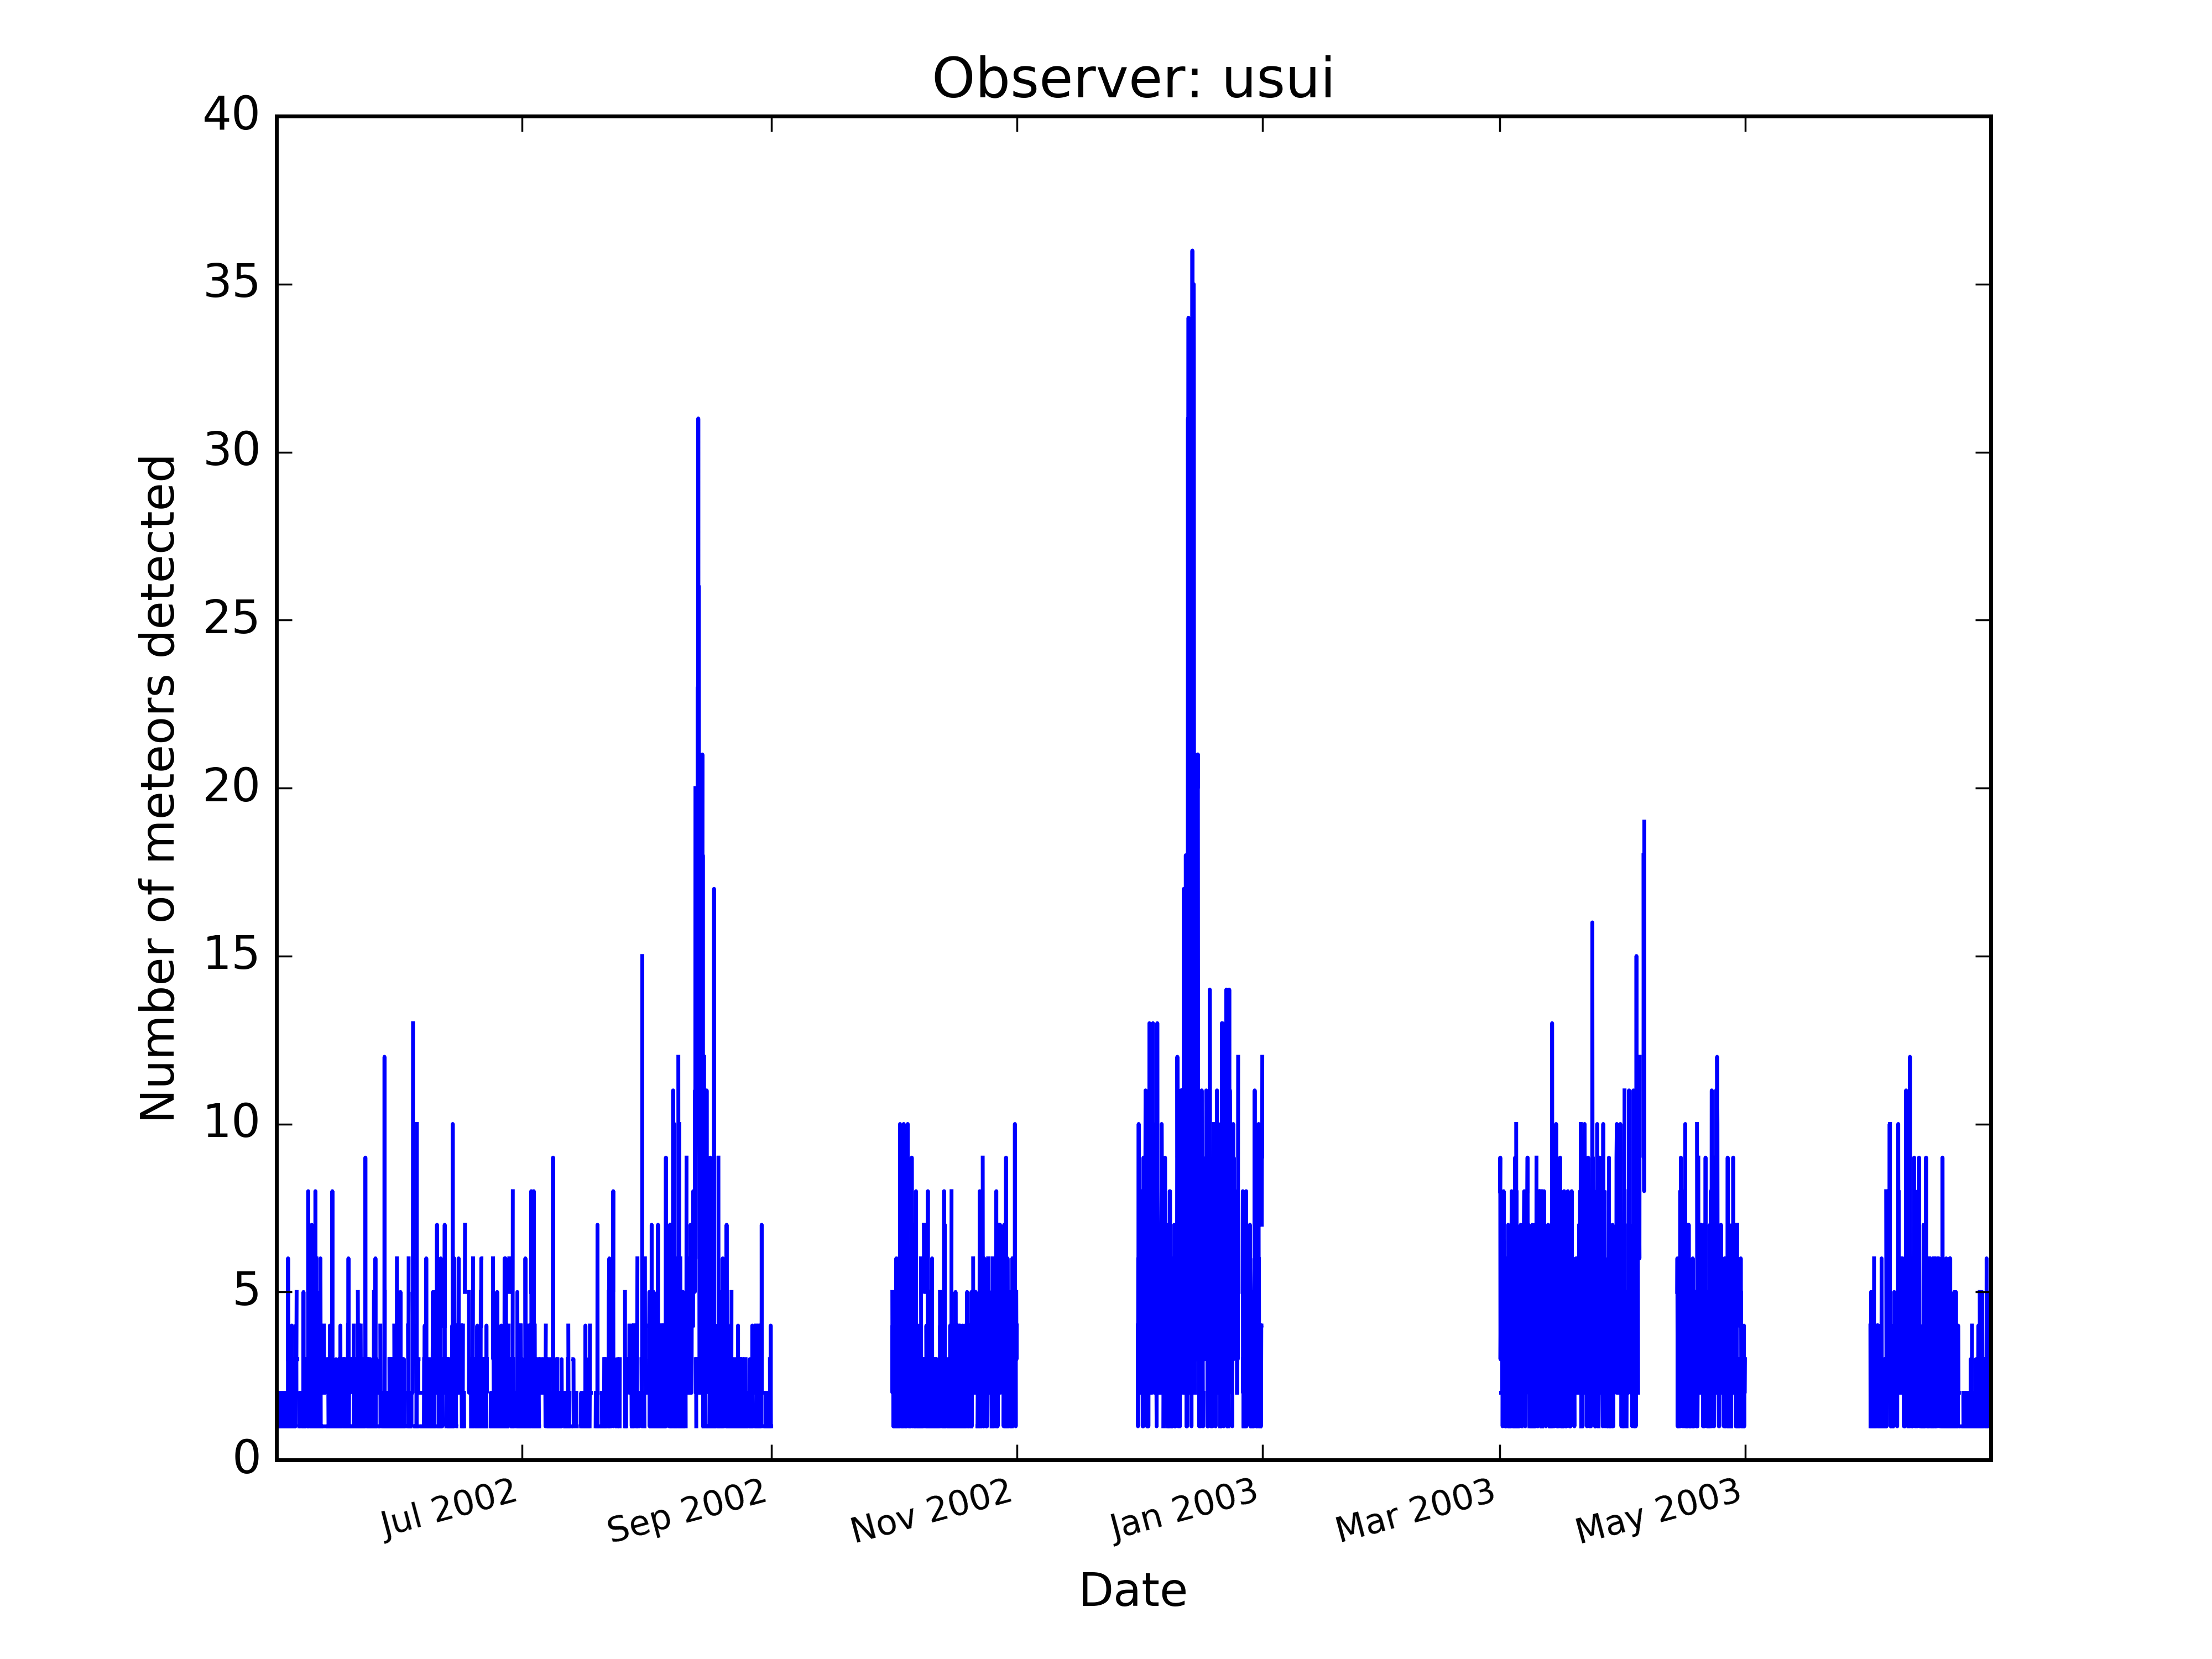 Observer: usui
40
35
30
25
20
15
10
5
0
Number of meteors detected
Jul 2002
Sep 2002
Nov 2002
Jan 2003
Mar 2003
May 2003
Date